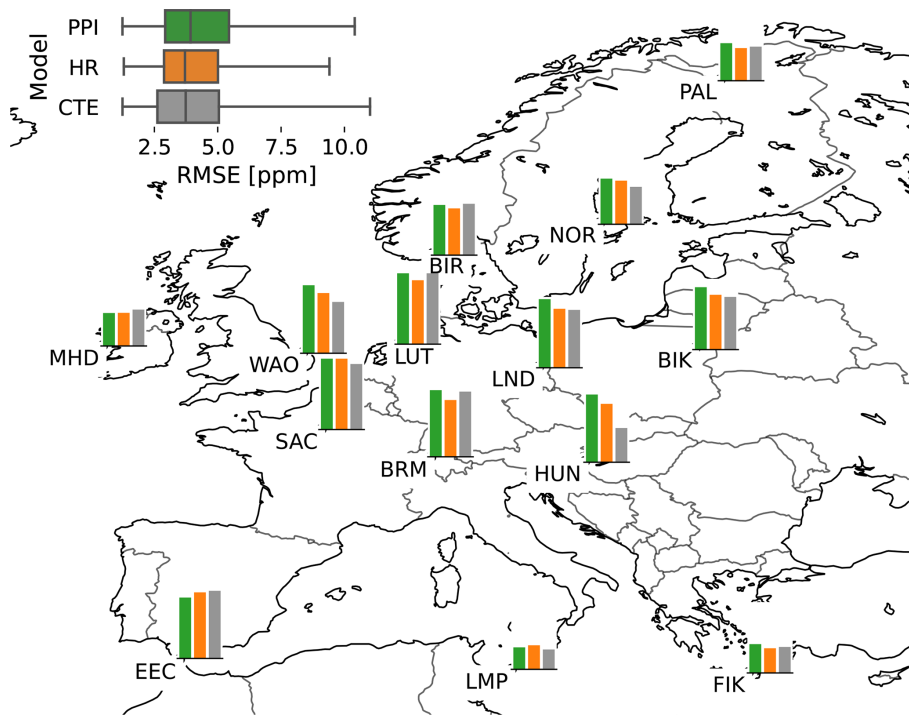 Model
PPI
HR
CTE
2.5 5.0 7.5 10.0
RMSE [ppm]
PAL
NOR
BIR
MHD
WAO
LUT
LND
BIK
SAC
BRM
HUN
EEC
LMP
FIK